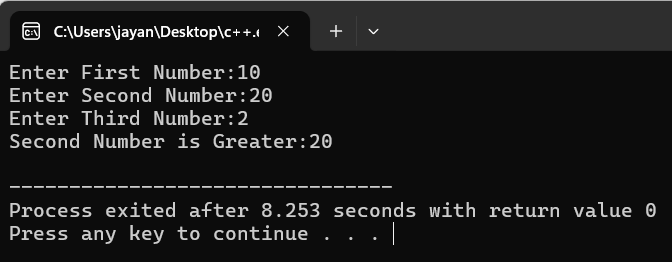 C:\Users\jayan\Desktop\c++.e
Enter First Number:10
Enter Second Number:20
Enter Third Number:2
Second Number is Greater:20
--------------------------------
Process exited after 8.253 seconds with return value 0
Press any key to continue . . .